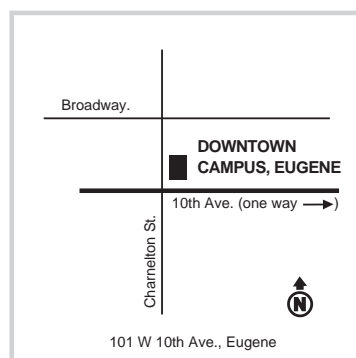 Broadway.
DOWNTOWN
CAMPUS, EUGENE
10th Ave. (one way →)
Charnelton St.
N
101 W 10th Ave., Eugene